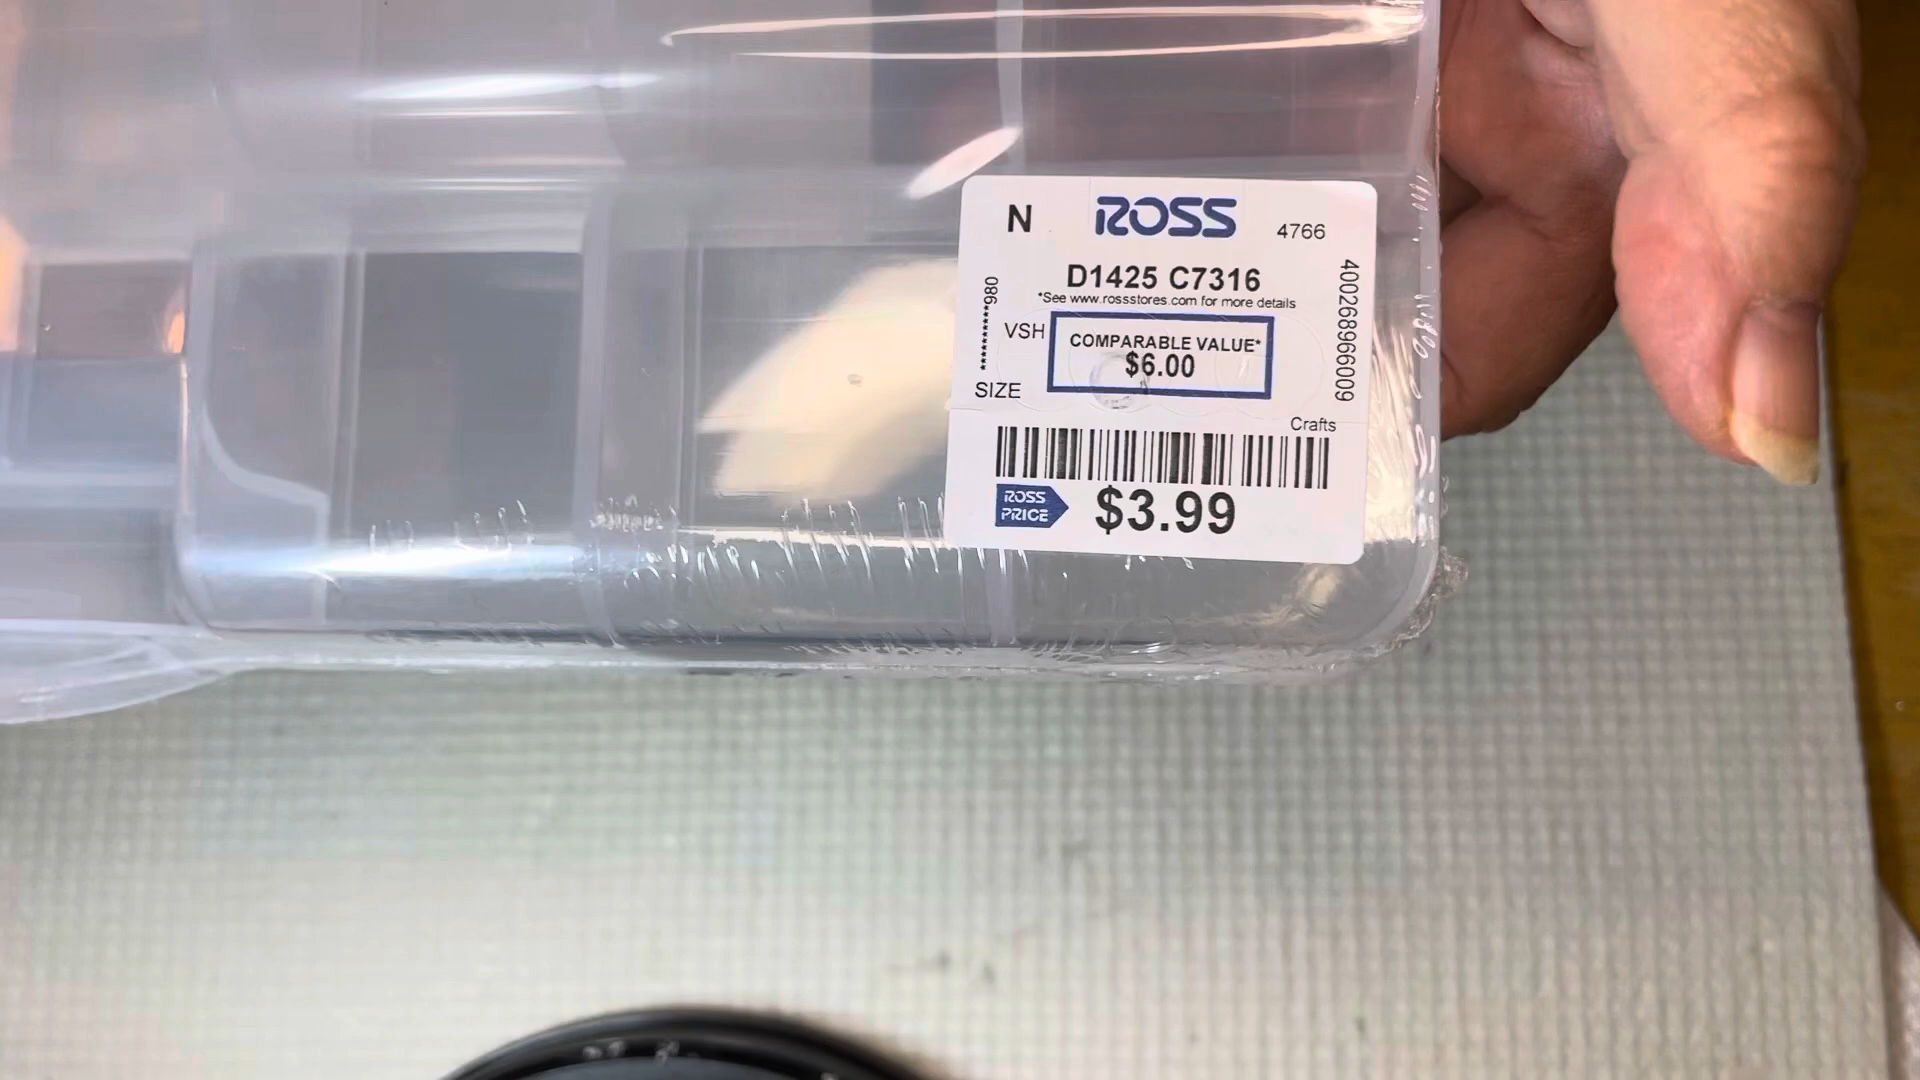 N ROSS 4766
D1425 C7316
*See www.rossstores.com for more details
400268966009
**********980
VSH
COMPARABLE VALUE*
$6.00
SIZE
Crafts
ROSS
PRICE
$3.99